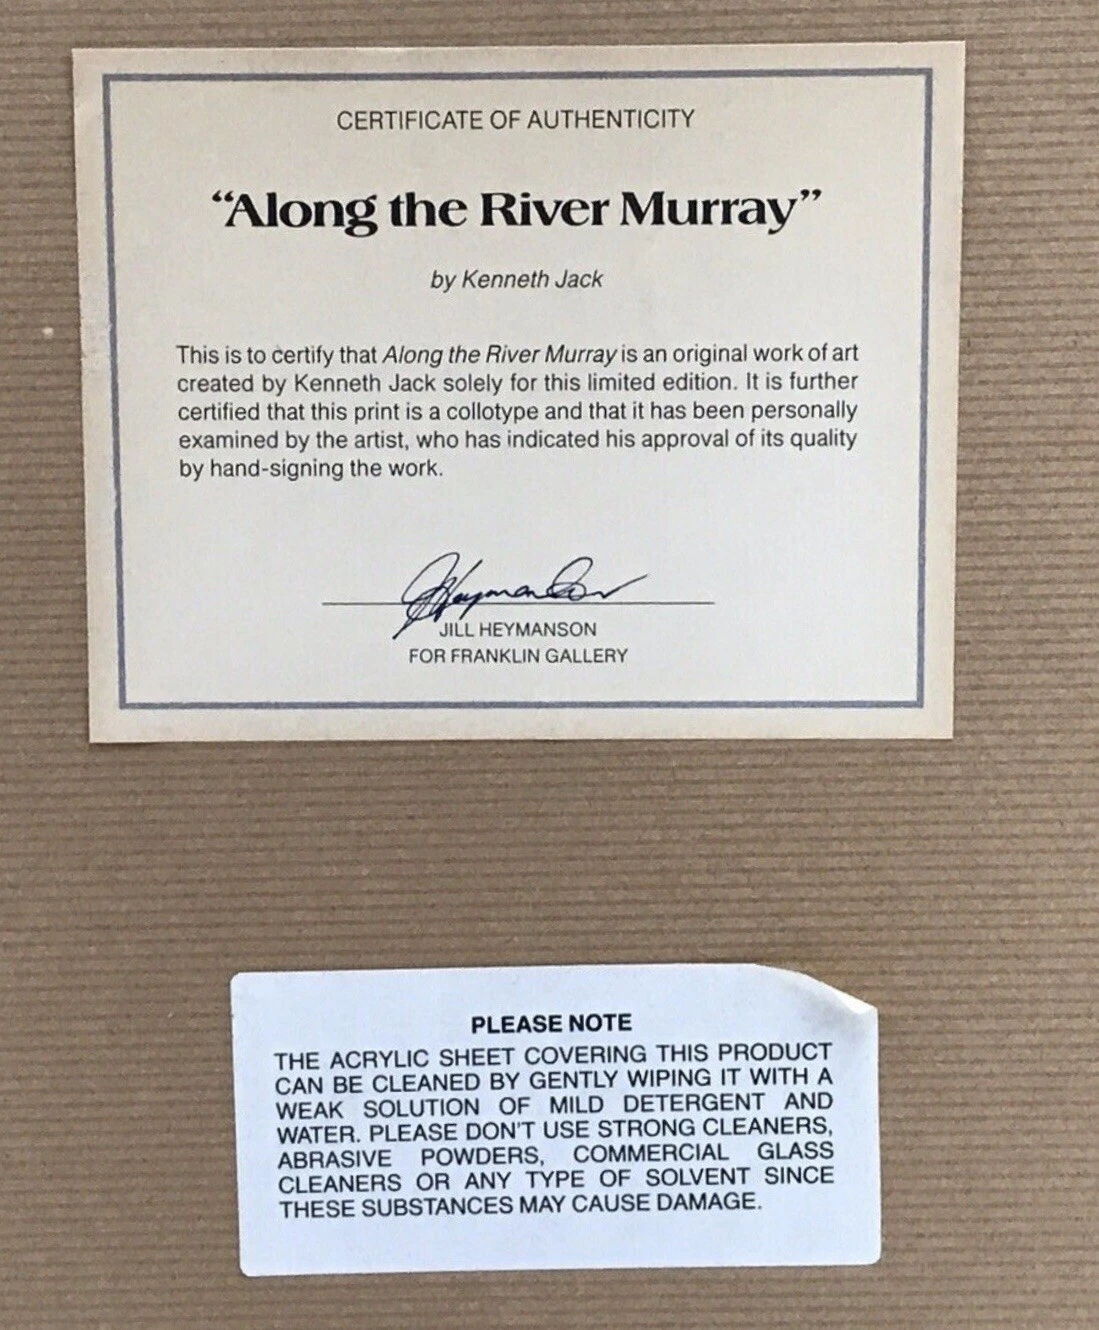 CERTIFICATE OF AUTHENTICITY
“Along the River Murray”
by Kenneth Jack
This is to certify that Along the River Murray is an original work of art
created by Kenneth Jack solely for this limited edition. It is further
certified that this print is a collotype and that it has been personally
examined by the artist, who has indicated his approval of its quality
by hand-signing the work.
J Heymanson
JILL HEYMANSON
FOR FRANKLIN GALLERY
PLEASE NOTE
THE ACRYLIC SHEET COVERING THIS PRODUCT
CAN BE CLEANED BY GENTLY WIPING IT WITH A
WEAK SOLUTION OF MILD DETERGENT AND
WATER. PLEASE DON'T USE STRONG CLEANERS,
ABRASIVE POWDERS, COMMERCIAL GLASS
CLEANERS OR ANY TYPE OF SOLVENT SINCE
THESE SUBSTANCES MAY CAUSE DAMAGE.